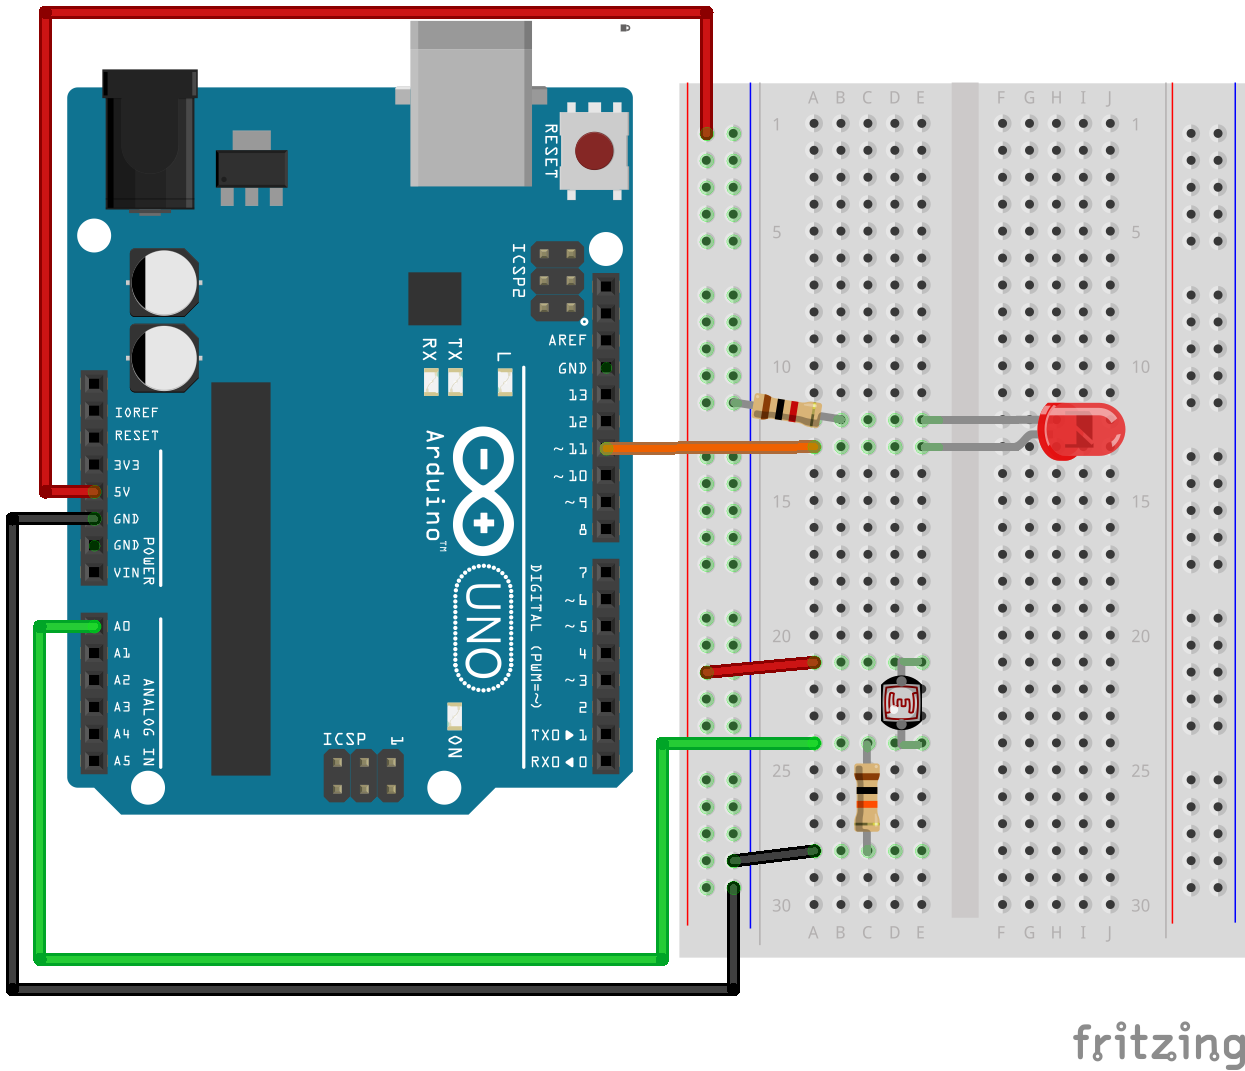 RESET
ICSP2
AREF
GND
13
12
~11
~10
~9
8
7
~6
~5
4
~3
2
TX0▶1
RX0◀0
DIGITAL (PWM=~)
RX
TX
L
Arduino™
UNO
ON
ICSP
1
IOREF
RESET
3V3
5V
GND
GND
VIN
POWER
A0
A1
A2
A3
A4
A5
ANALOG IN
A B C D E F G H I J
1 1
5 5
10 10
15 15
20 20
25 25
30 30
A B C D E F G H I J
fritzing